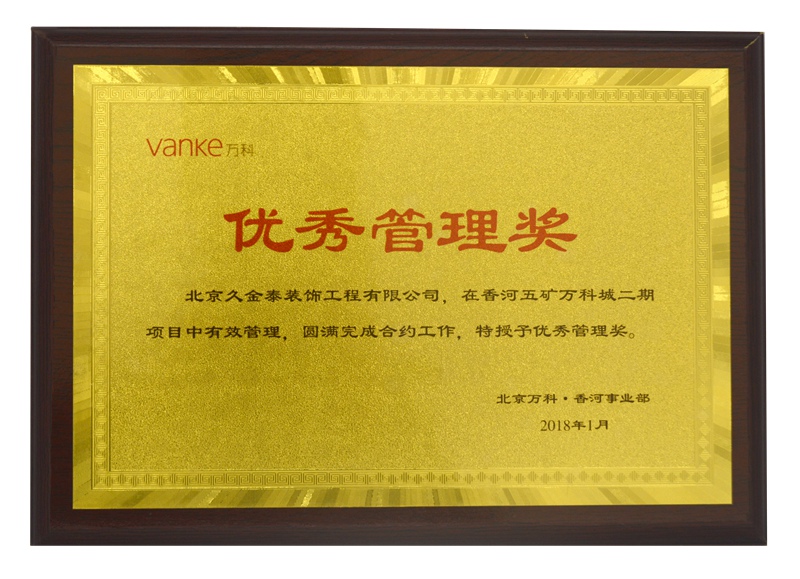 vanke万科
优秀管理奖
北京久金泰装饰工程有限公司，在香河五矿万科城二期
项目中有效管理，圆满完成合约工作，特授予优秀管理奖。
北京万科·香河事业部
2018年1月